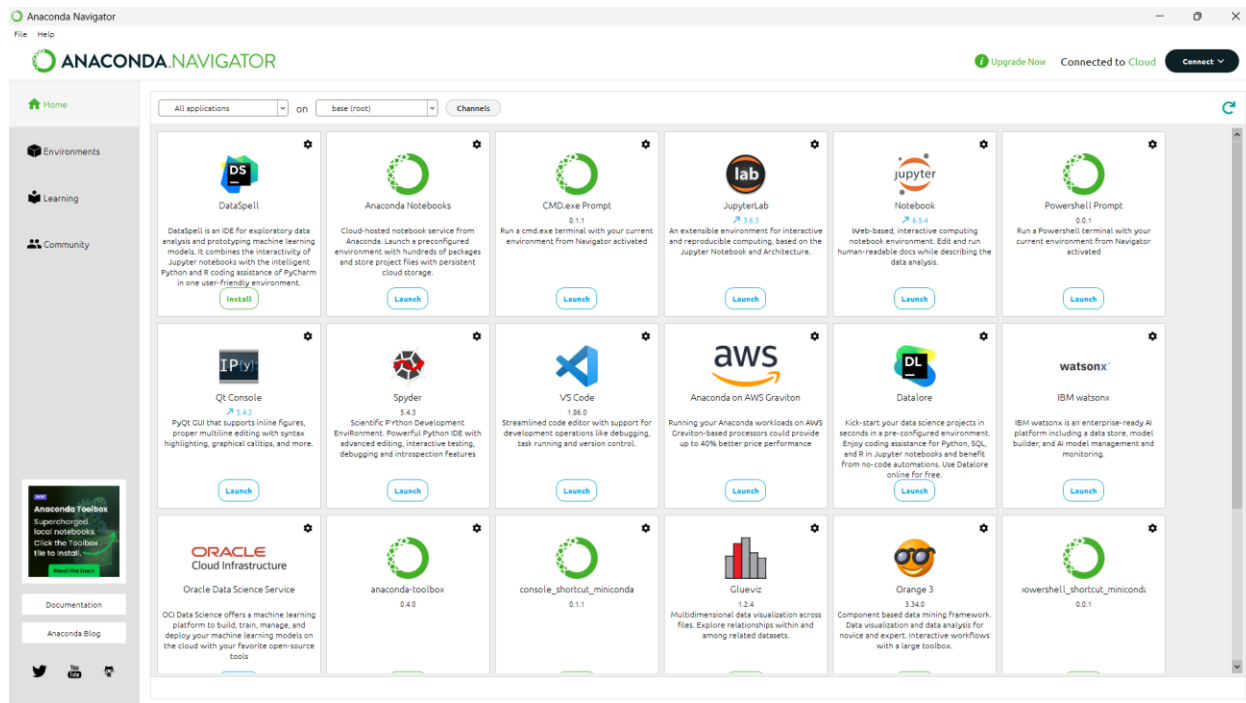 Anaconda Navigator
File Help
ANACONDA.NAVIGATOR
Upgrade Now Connected to Cloud Connect
Home
Environments
Learning
Community
All applications on base (root) Channels
DS
DataSpell
DataSpell is an IDE for exploratory data
analysis and prototyping machine learning
models. It combines the interactivity of
Jupyter notebooks with the intelligent
Python and R coding assistance of PyCharm
in one user-friendly environment.
Install
Anaconda Notebooks
Cloud-hosted notebook service from
Anaconda. Launch a preconfigured
environment with hundreds of packages
and store project files with persistent
cloud storage.
Launch
CMD.exe Prompt
0.1.1
Run a cmd.exe terminal with your current
environment from Navigator activated
Launch
lab
JupyterLab
3.6.3
An extensible environment for interactive
and reproducible computing, based on the
Jupyter Notebook and Architecture.
Launch
jupyter
Notebook
6.5.4
Web-based, interactive computing
notebook environment. Edit and run
human-readable docs while describing the
data analysis.
Launch
Powershell Prompt
0.0.1
Run a Powershell terminal with your
current environment from Navigator
activated
Launch
IP[y]:
Qt Console
5.4.2
PyQt GUI that supports inline figures,
proper multiline editing with syntax
highlighting, graphical calltips, and more.
Launch
Spyder
5.4.3
Scientific PYthon Development
EnviRonment. Powerful Python IDE with
advanced editing, interactive testing,
debugging and introspection features
Launch
VS Code
1.86.0
Streamlined code editor with support for
development operations like debugging,
task running and version control.
Launch
aws
Anaconda on AWS Graviton
Running your Anaconda workloads on AWS
Graviton-based processors could provide
up to 40% better price performance
Launch
DL
Datalore
Kick-start your data science projects in
seconds in a pre-configured environment.
Enjoy coding assistance for Python, SQL,
and R in Jupyter notebooks and benefit
from no-code automations. Use Datalore
online for free.
Launch
watsonx
IBM watsonx
IBM watsonx is an enterprise-ready AI
platform including a data store, model
builder, and AI model management and
monitoring.
Launch
ORACLE
Cloud Infrastructure
Oracle Data Science Service
OCI Data Science offers a machine learning
platform to build, train, manage, and
deploy your machine learning models on
the cloud with your favorite open-source
tools
anaconda-toolbox
0.4.0
console_shortcut_miniconda
0.1.1
Glueviz
1.2.4
Multidimensional data visualization across
files. Explore relationships within and
among related datasets.
Orange 3
3.34.0
Component based data mining framework.
Data visualization and data analysis for
novice and expert. Interactive workflows
with a large toolbox.
powershell_shortcut_miniconda
0.0.1
NEW
Anaconda Toolbox
Supercharged
local notebooks.
Click the Toolbox
tile to install.
Read the Docs
Documentation
Anaconda Blog
You
Tube